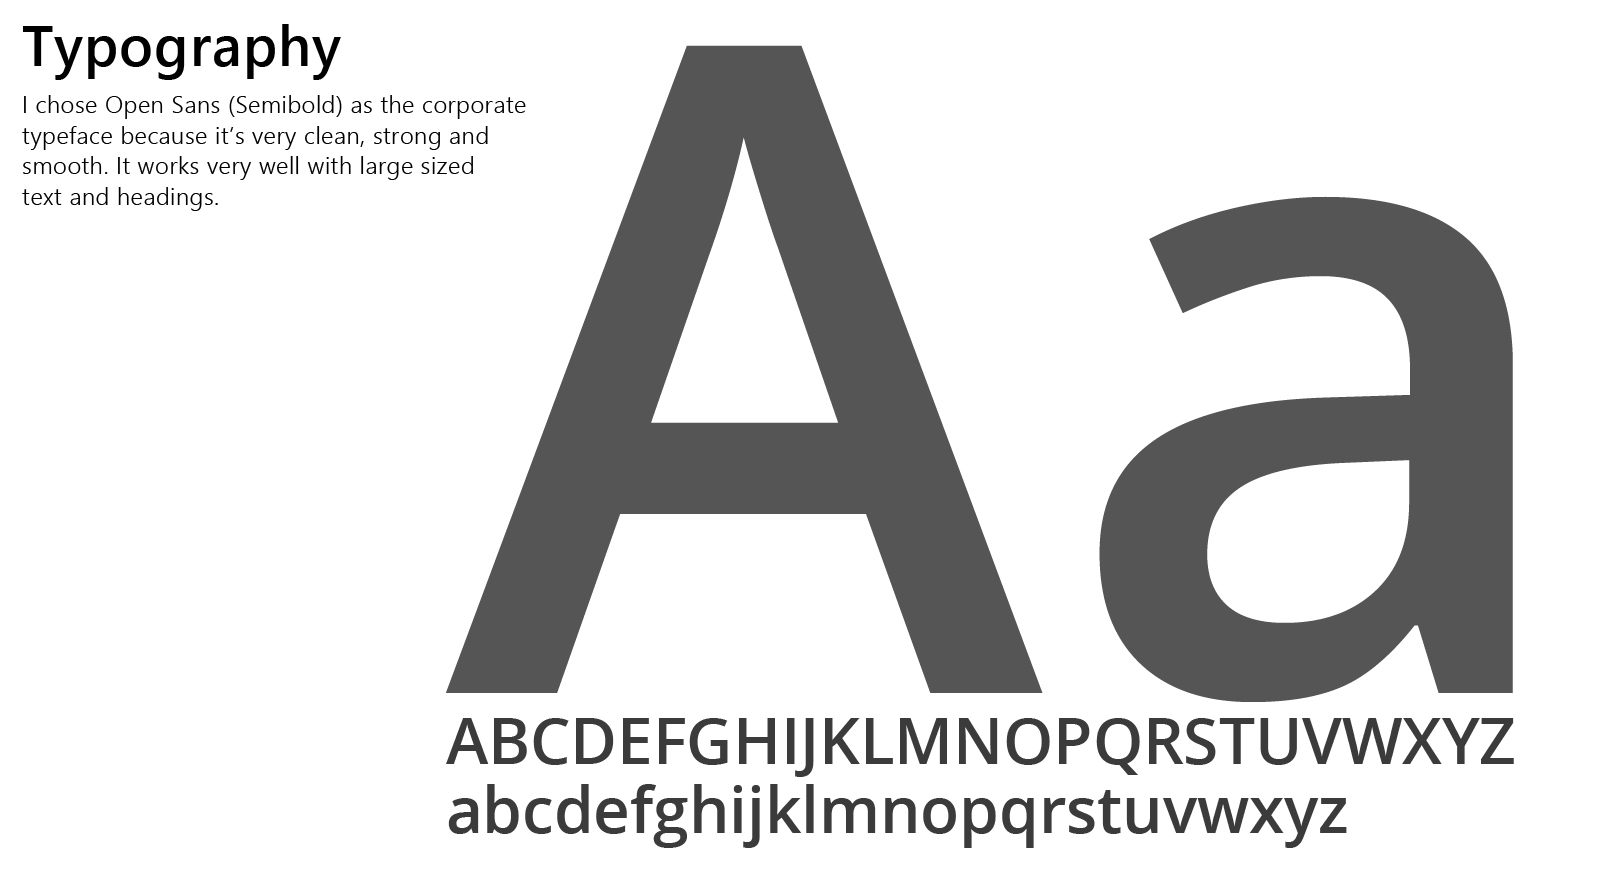 Typography
I chose Open Sans (Semibold) as the corporate
typeface because it’s very clean, strong and
smooth. It works very well with large sized
text and headings.
Aa
ABCDEFGHIJKLMNOPQRSTUVWXYZ
abcdefghijklmnopqrstuvwxyz